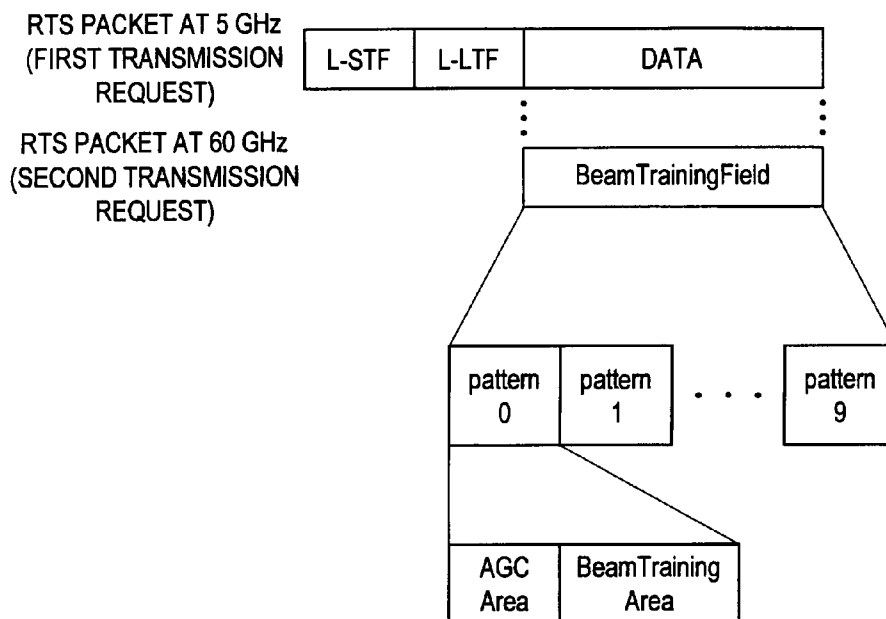 RTS PACKET AT 5 GHz
(FIRST TRANSMISSION
REQUEST)
L-STF
L-LTF
DATA
RTS PACKET AT 60 GHz
(SECOND TRANSMISSION
REQUEST)
BeamTrainingField
pattern
0
pattern
1
pattern
9
AGC
Area
BeamTraining
Area